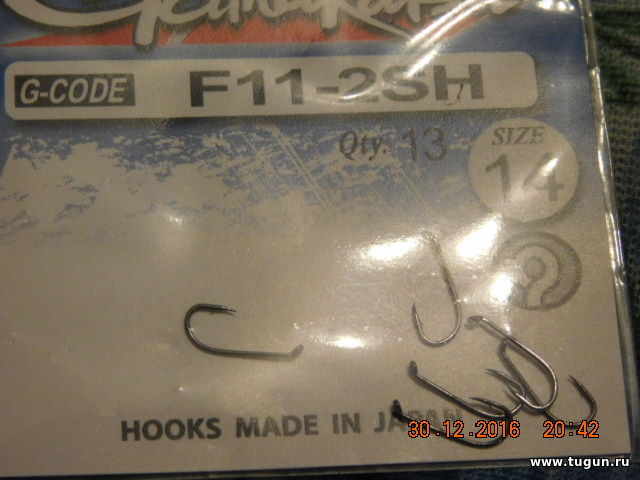 Gamakatsu
G-CODE F11-2SH
Qty. 13
SIZE
14
HOOKS MADE IN JAPAN
30.12.2016 20:42
www.tugun.ru